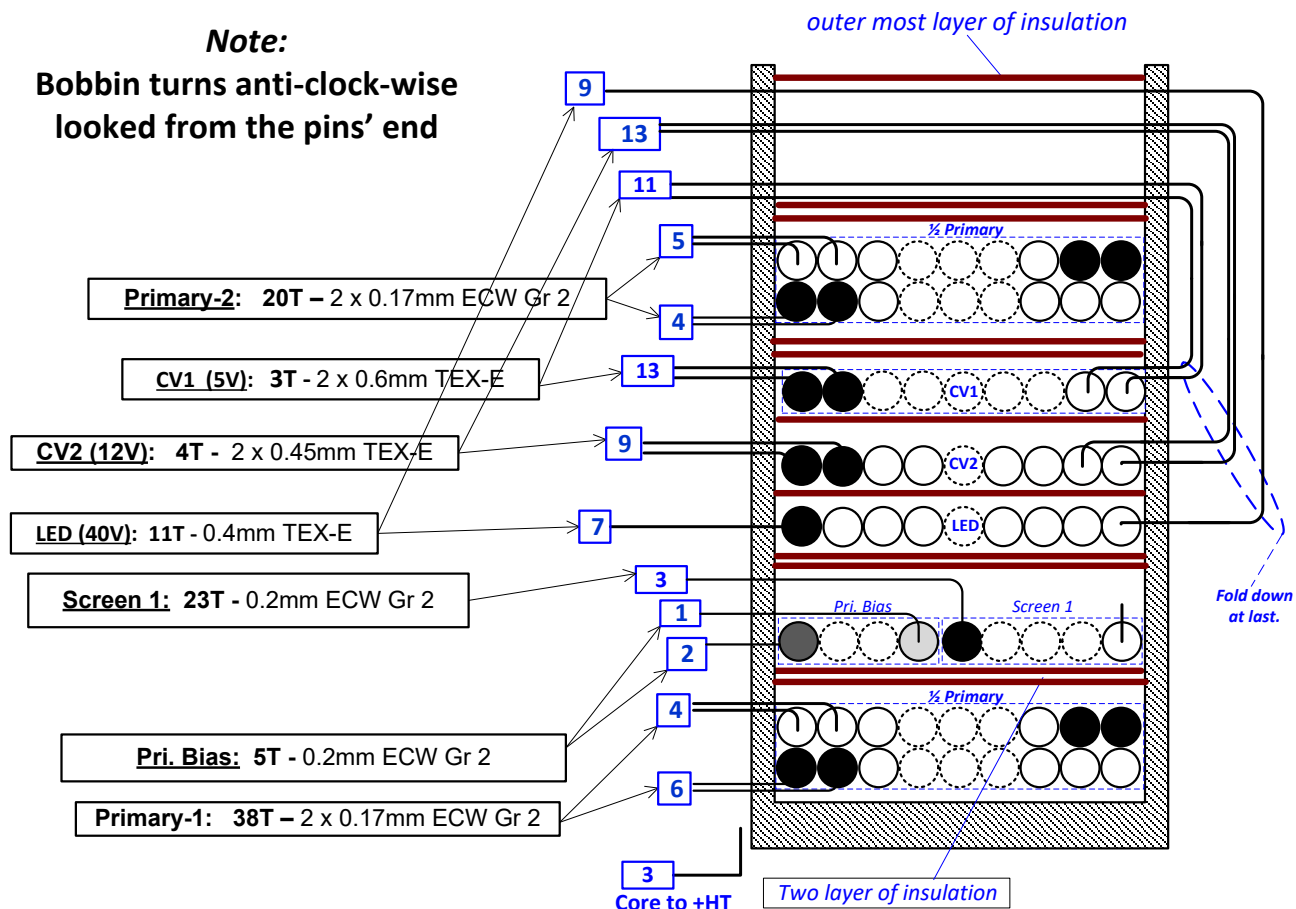 outer most layer of insulation
Note:
Bobbin turns anti-clock-wise
looked from the pins' end
9
13
11
½ Primary
5
Primary-2: 20T – 2 x 0.17mm ECW Gr 2
4
CV1 (5V): 3T - 2 x 0.6mm TEX-E
13
CV1
CV2 (12V): 4T - 2 x 0.45mm TEX-E
9
CV2
LED (40V): 11T - 0.4mm TEX-E
7
LED
Screen 1: 23T - 0.2mm ECW Gr 2
3
Fold down
at last.
1
Pri. Bias
Screen 1
2
½ Primary
4
Pri. Bias: 5T - 0.2mm ECW Gr 2
6
Primary-1: 38T – 2 x 0.17mm ECW Gr 2
3
Core to +HT
Two layer of insulation